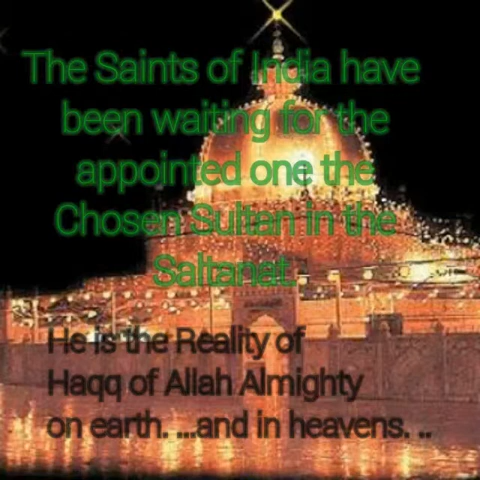 The Saints of India have
been waiting for the
appointed one the
Chosen Sultan in the
Saltanat.
He is the Reality of
Haqq of Allah Almighty
on earth. ...and in heavens. ..